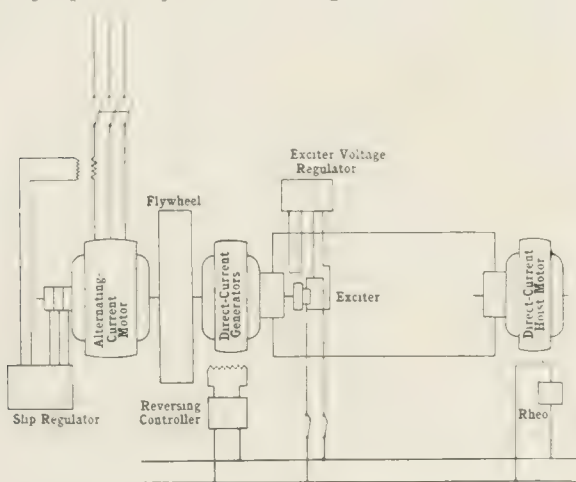 Exciter Voltage
Regulator
Flywheel
Alternating-
Current
Motor
Direct-Current
Generators
Exciter
Direct-Current
Hoist Motor
Slip Regulator
Reversing
Controller
Rheo